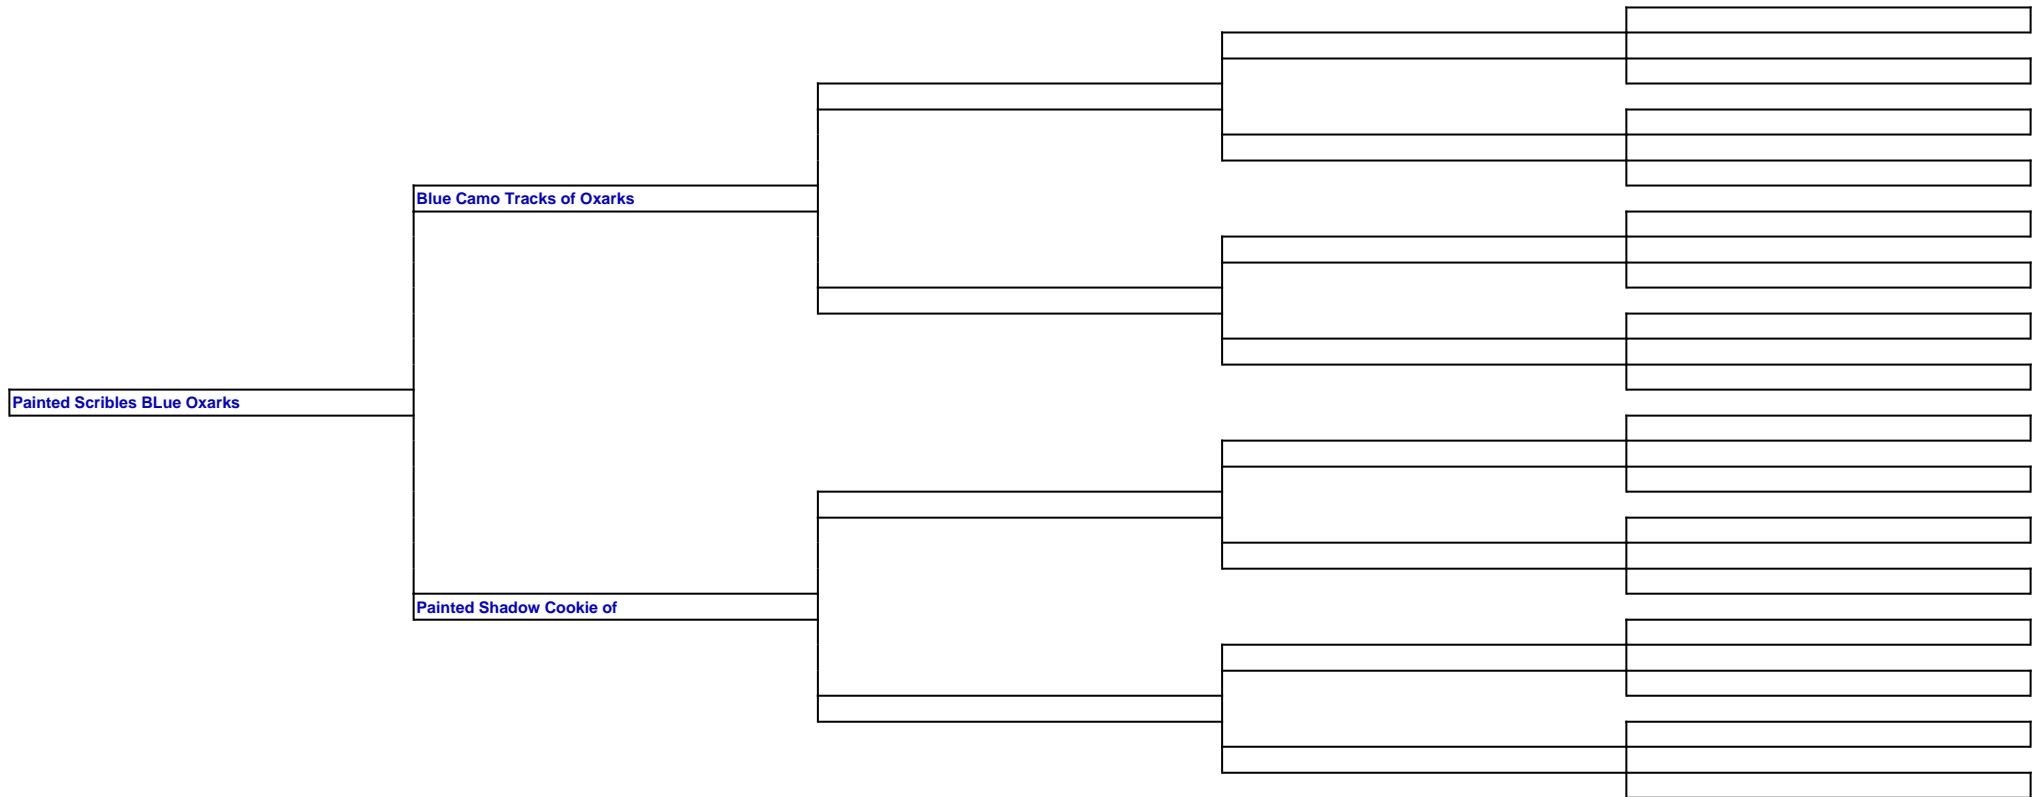 Blue Camo Tracks of Oxarks
Painted Scribles BLue Oxarks
Painted Shadow Cookie of